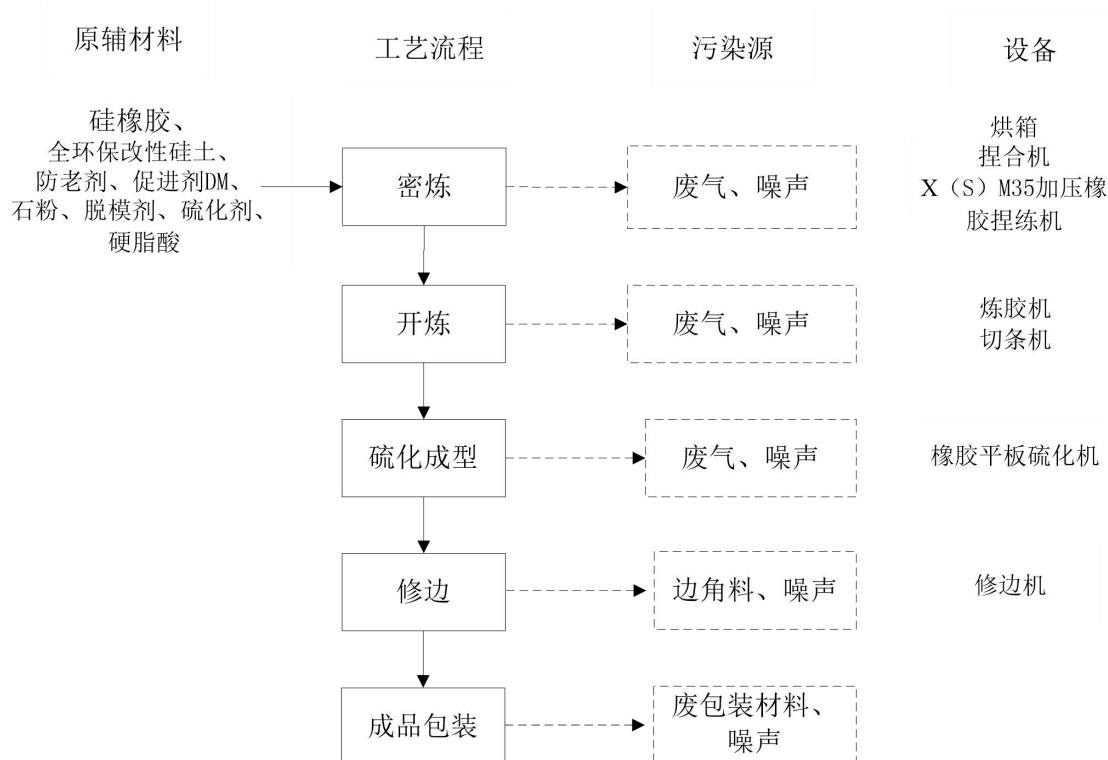 原辅材料
工艺流程
污染源
设备
硅橡胶、
全环保改性硅土、
防老剂、促进剂DM、
石粉、脱模剂、硫化剂、
硬脂酸
密炼
废气、噪声
烘箱
捏合机
X（S）M35加压橡
胶捏练机
开炼
废气、噪声
炼胶机
切条机
硫化成型
废气、噪声
橡胶平板硫化机
修边
边角料、噪声
修边机
成品包装
废包装材料、
噪声